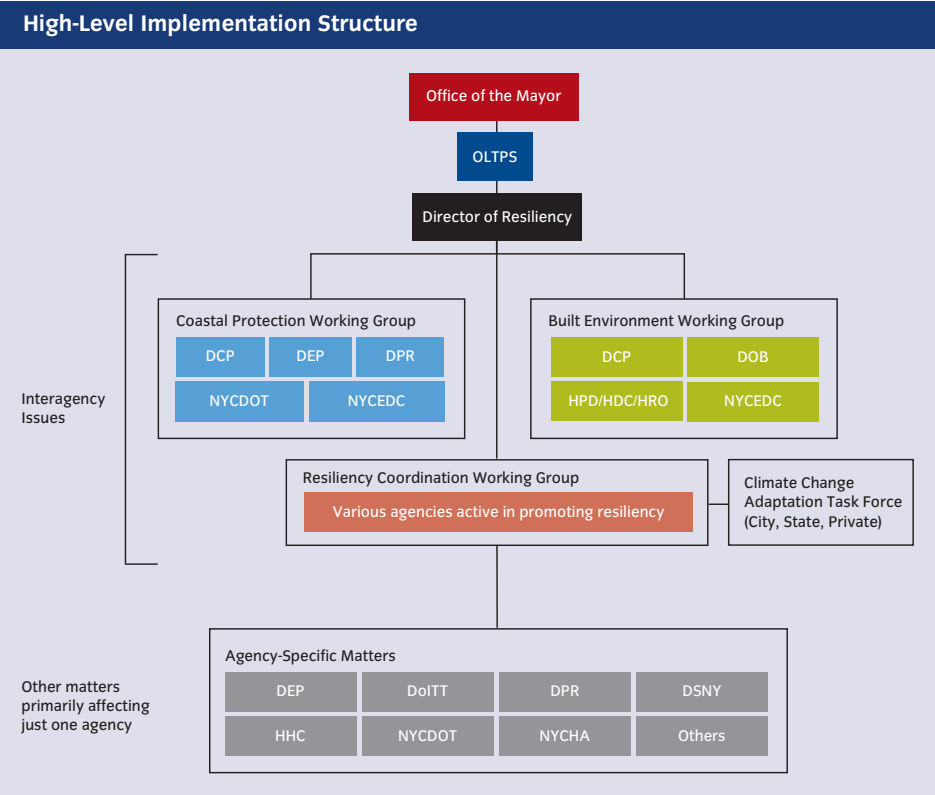 High-Level Implementation Structure
Office of the Mayor
OLTPS
Director of Resiliency
Interagency
Issues
Coastal Protection Working Group
DCP
DEP
DPR
NYCDOT
NYCEDC
Built Environment Working Group
DCP
DOB
HPD/HDC/HRO
NYCEDC
Resiliency Coordination Working Group
Various agencies active in promoting resiliency
Climate Change
Adaptation Task Force
(City, State, Private)
Other matters
primarily affecting
just one agency
Agency-Specific Matters
DEP
DoITT
DPR
DSNY
HHC
NYCDOT
NYCHA
Others